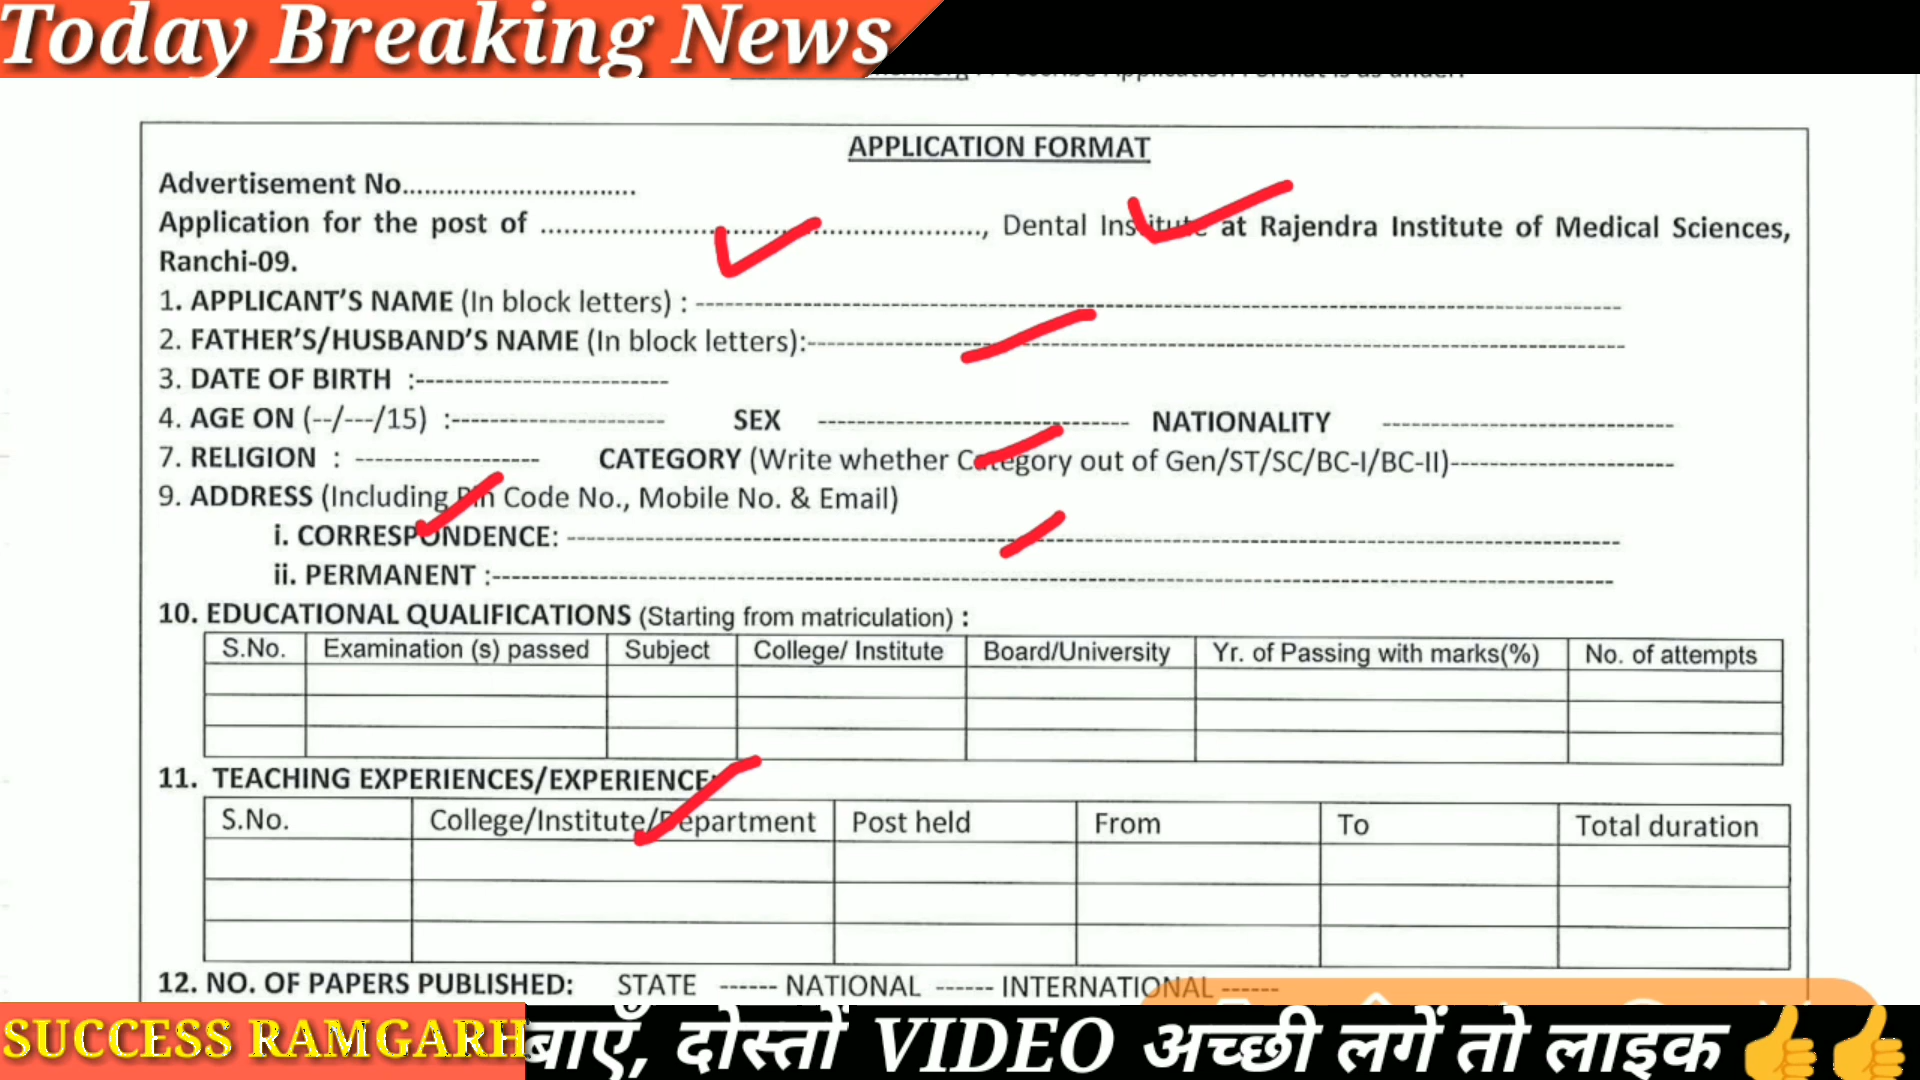 Today Breaking News
Application Format is as under.
APPLICATION FORMAT
Advertisement No................................
Application for the post of ........................................................., Dental Institute at Rajendra Institute of Medical Sciences,
Ranchi-09.
1. APPLICANT'S NAME (In block letters) : ----------------------------------------
2. FATHER'S/HUSBAND'S NAME (In block letters):----------------------------------------
3. DATE OF BIRTH :--------------------------
4. AGE ON (--/---/15) :---------------------- SEX -------------------------------- NATIONALITY ------------------------------
7. RELIGION : ------------------- CATEGORY (Write whether Category out of Gen/ST/SC/BC-I/BC-II)-----------------------
9. ADDRESS (Including Pin Code No., Mobile No. & Email)
i. CORRESPONDENCE: ----------------------------------------
ii. PERMANENT :----------------------------------------
10. EDUCATIONAL QUALIFICATIONS (Starting from matriculation) :
S.No. Examination (s) passed Subject College/ Institute Board/University Yr. of Passing with marks(%) No. of attempts
11. TEACHING EXPERIENCES/EXPERIENCE:
S.No. College/Institute/Department Post held From To Total duration
12. NO. OF PAPERS PUBLISHED: STATE ------ NATIONAL ------ INTERNATIONAL ------
SUCCESS RAMGARH
बाएँ, दोस्तों VIDEO अच्छी लगें तो लाइक 👍👍